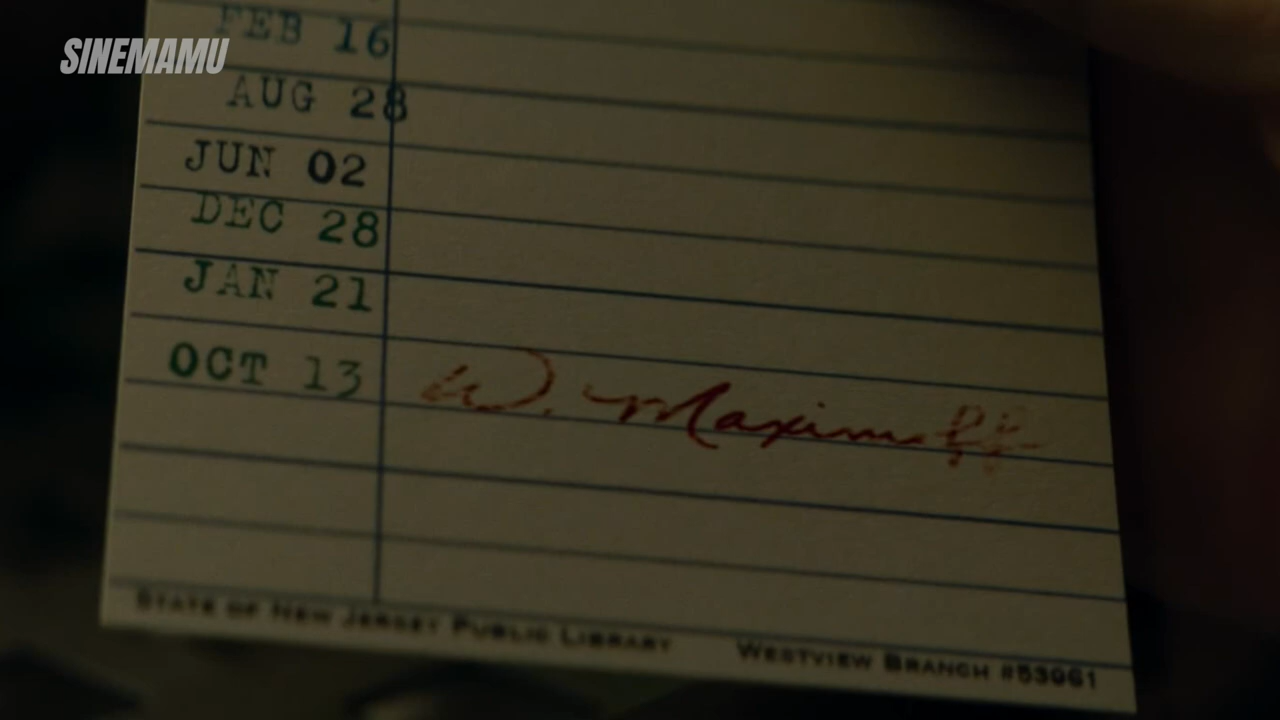 SINEMAMU
FEB 16
AUG 28
JUN 02
DEC 28
JAN 21
OCT 13 W. Maximoff
STATE OF NEW JERSEY PUBLIC LIBRARY WESTVIEW BRANCH #53961